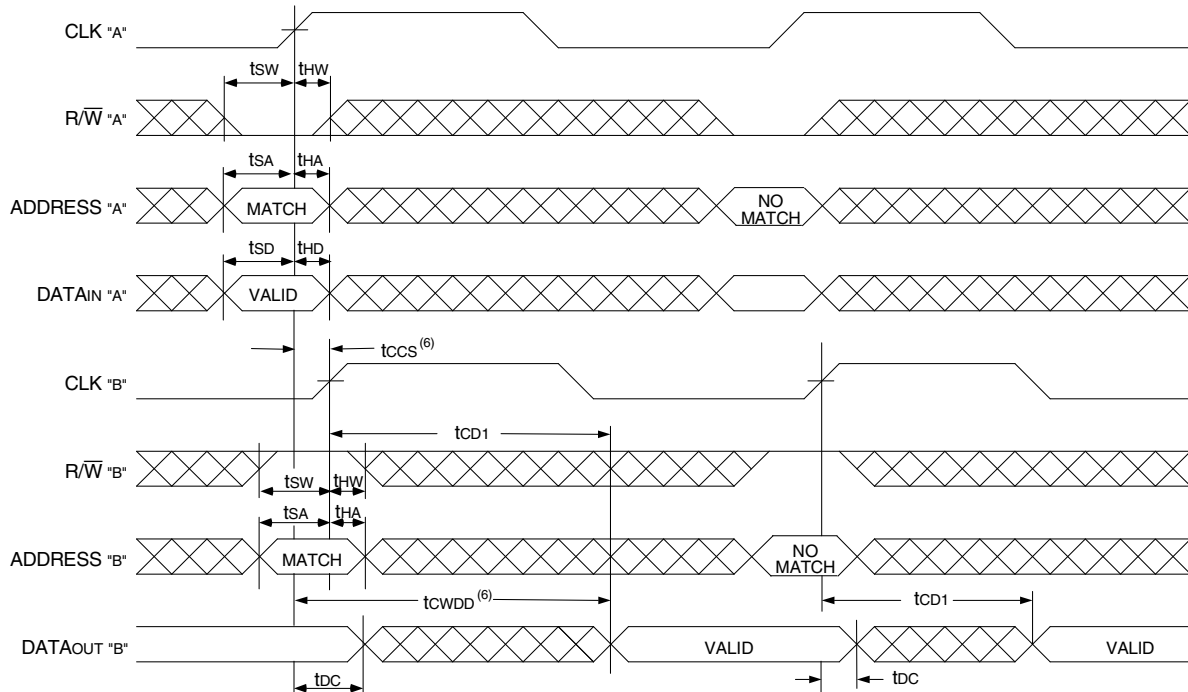 CLK "A"
tSW tHW
R/W̅ "A"
tSA tHA
ADDRESS "A" MATCH NO MATCH
tSD tHD
DATAIN "A" VALID
tCCS (6)
CLK "B"
tCD1
R/W̅ "B"
tSW tHW
tSA tHA
ADDRESS "B" MATCH NO MATCH
tCWDD (6) tCD1
DATAOUT "B" VALID VALID
tDC tDC